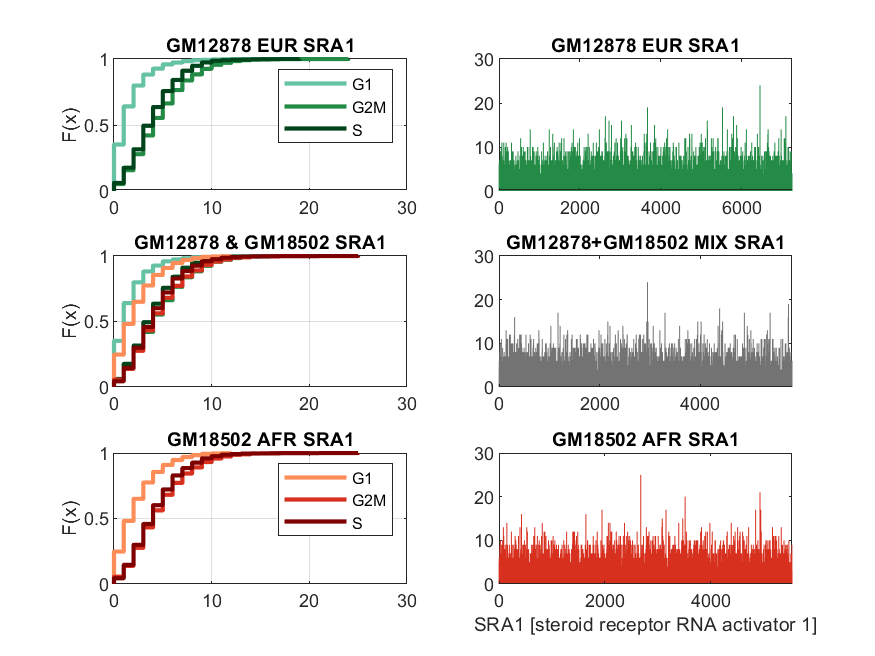 GM12878 EUR SRA1
1
0.5
0
F(x)
0 10 20 30
G1
G2M
S
GM12878 EUR SRA1
30
20
10
0
0 2000 4000 6000
GM12878 & GM18502 SRA1
1
0.5
0
F(x)
0 10 20 30
GM12878+GM18502 MIX SRA1
30
20
10
0
0 2000 4000
GM18502 AFR SRA1
1
0.5
0
F(x)
0 10 20 30
G1
G2M
S
GM18502 AFR SRA1
30
20
10
0
0 2000 4000
SRA1 [steroid receptor RNA activator 1]